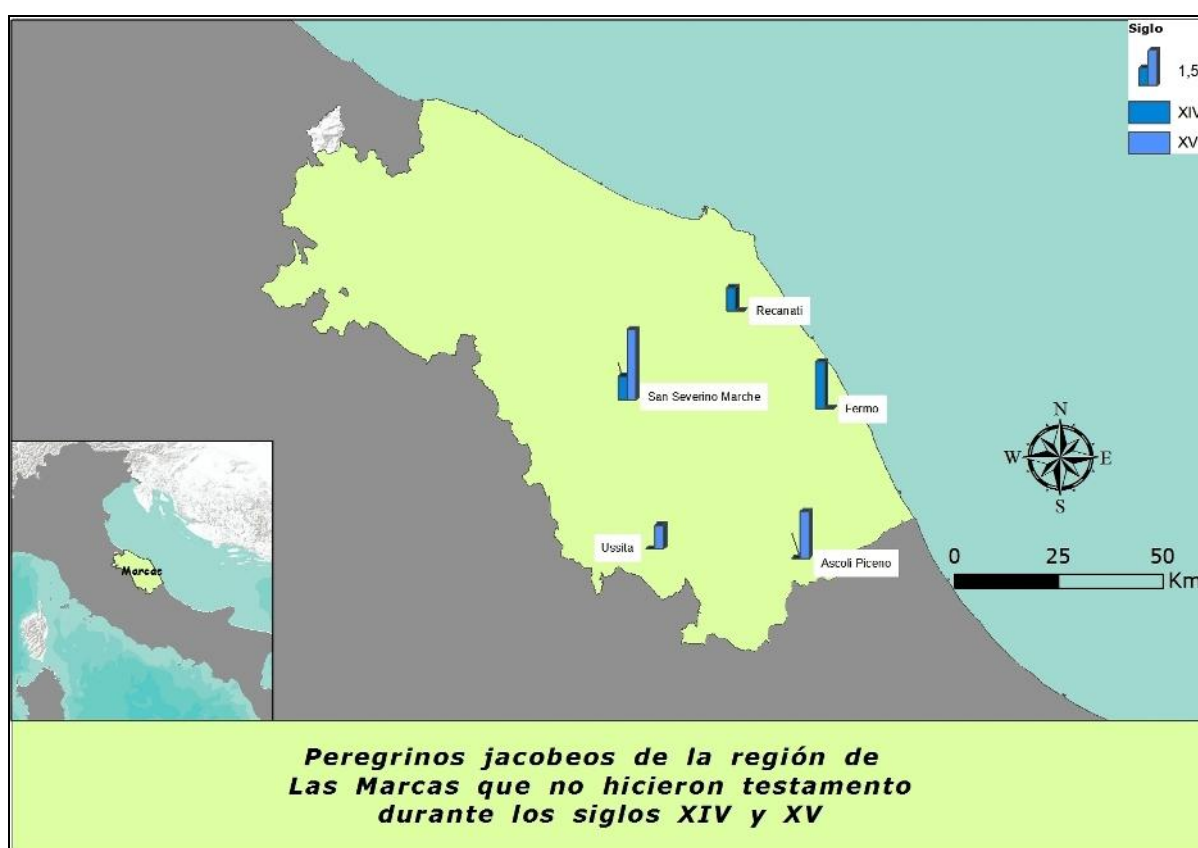 Siglo
1,5
XIV
XV
Recanati
San Severino Marche
Fermo
N
W
E
S
Ussita
Ascoli Piceno
0
25
50
Km
Marcas
Peregrinos jacobeos de la región de
Las Marcas que no hicieron testamento
durante los siglos XIV y XV